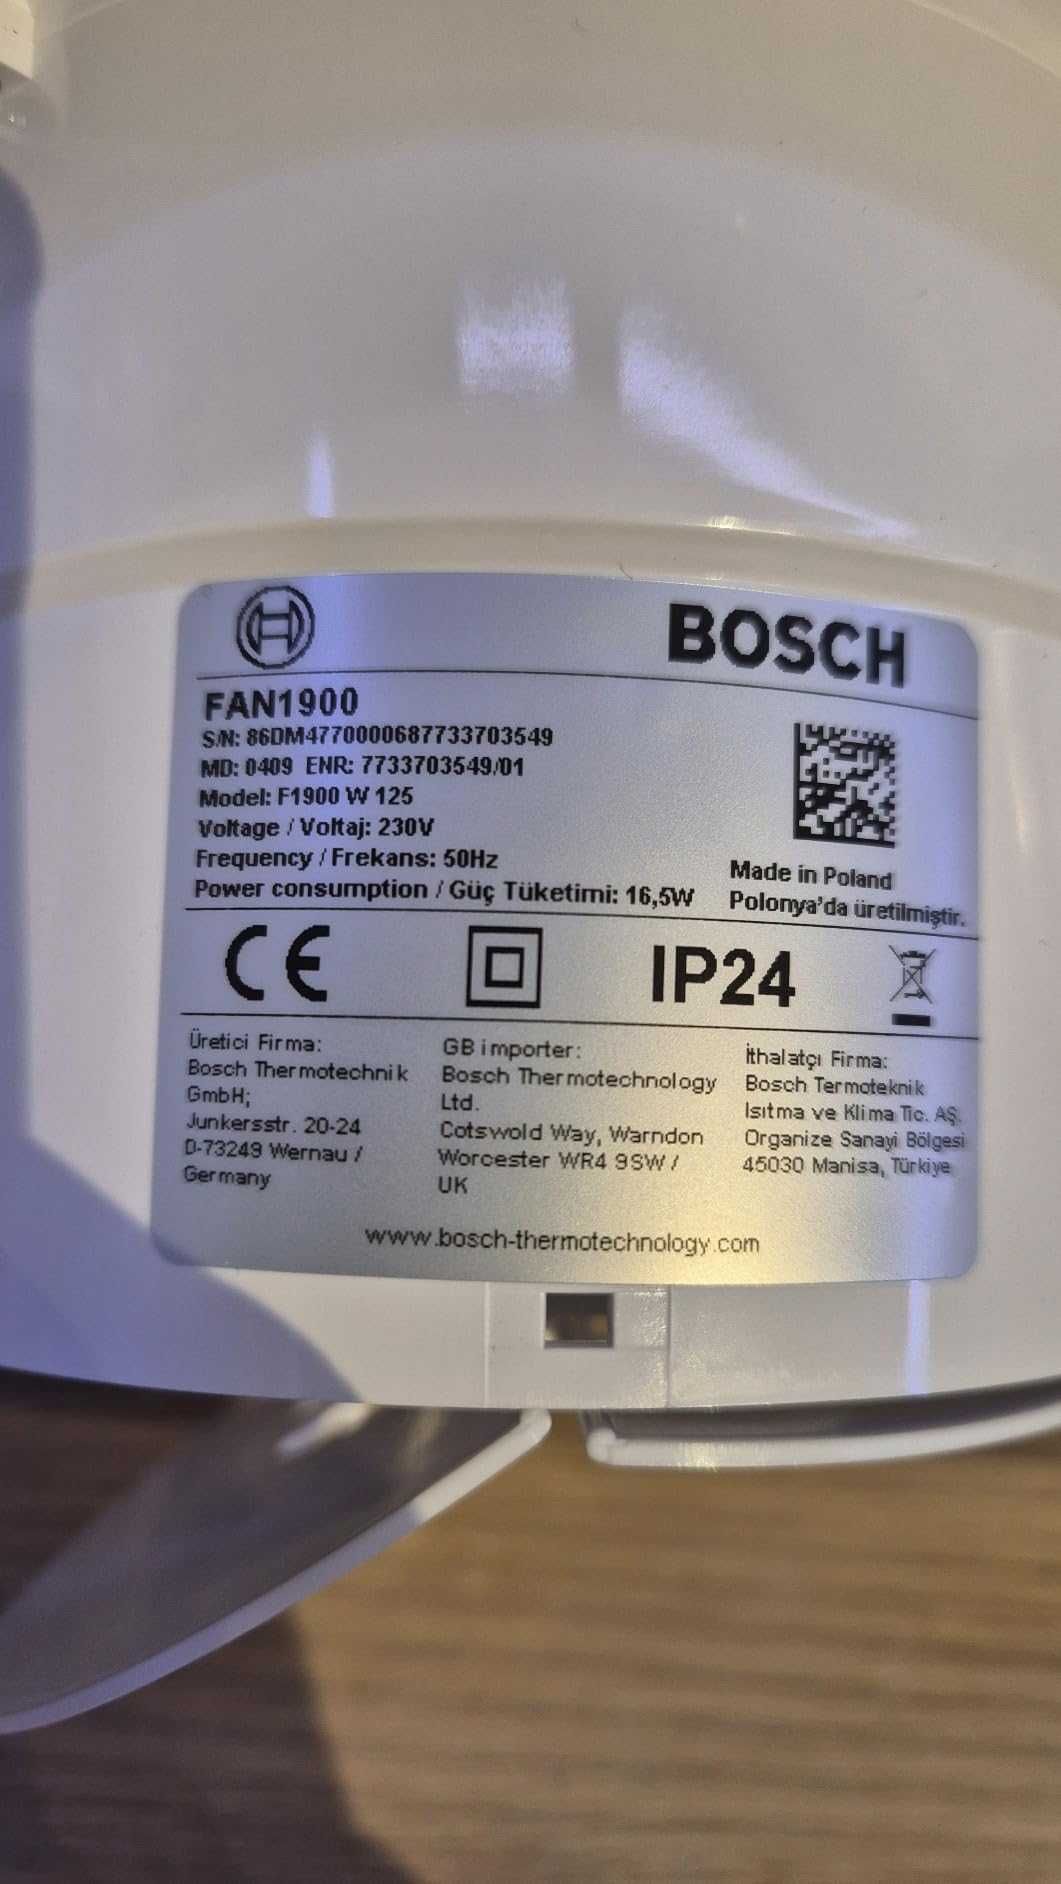 BOSCH
FAN1900
S/N: 86DM4770000687733703549
MD: 0409 ENR: 7733703549/01
Model: F1900 W 125
Voltage / Voltaj: 230V
Frequency / Frekans: 50Hz
Power consumption / Güç Tüketimi: 16,5W
Made in Poland
Polonya'da üretilmiştir.
CE
IP24
Üretici Firma:
Bosch Thermotechnik
GmbH;
Junkersstr. 20-24
D-73249 Wernau /
Germany
GB importer:
Bosch Thermotechnology
Ltd.
Cotswold Way, Warndon
Worcester WR4 9SW /
UK
İthalatçı Firma:
Bosch Termoteknik
Isıtma ve Klima Tic. AŞ.
Organize Sanayi Bölgesi
45030 Manisa, Türkiye
www.bosch-thermotechnology.com